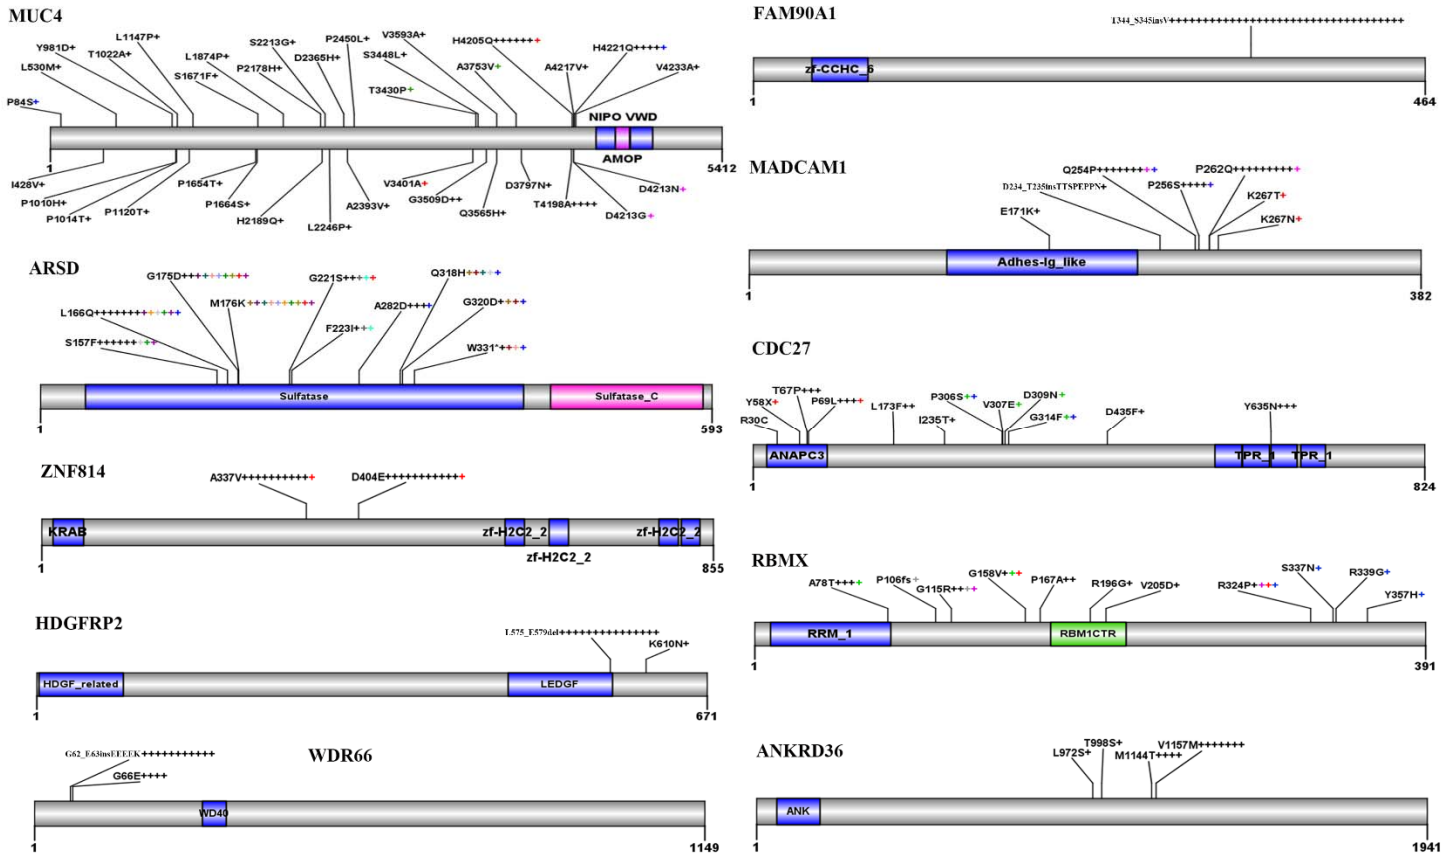 MUC4
Y981D+
L1147P+
T1022A+
L530M+
P84S+
L1874P+
S1671F+
S2213G+
P2178H+
D2365H+
P2450L+
V3593A+
S3448L+
T3430P+
A3753V+
H4205Q++++++
A4217V+
H4221Q+++++
V4233A+
NIPO VWD
AMOP
1
5412
I428V+
P1010H+
P1014T+
P1120T+
P1654T+
P1664S+
H2189Q+
L2246P+
A2393V+
V3401A+
G3509D++
Q3565H+
D3797N+
T4198A++++
D4213N+
D4213G+
ARSD
G175D+++++++++++
L166Q
M176K
S157F
G221S
F223I+++
A282D++++
Q318H
G320D++++
W331*++++
Sulfatase
Sulfatase_C
1
593
ZNF814
A337V
D404E
KRAB
zf-H2C2_2
zf-H2C2_2
zf-H2C2_2
1
855
HDGFRP2
L575_E579del
K610N+
HDGF_related
LEDGF
1
671
WDR66
G62_E63insEEEEK
G66E++++
WD40
1
1149
FAM90A1
T344_S345insV
zf-CCHC_6
1
464
MADCAM1
Q254P
P262Q
D234_T235insTTSPEPPN+
P256S++++
K267T+
E171K+
K267N+
Adhes-Ig_like
1
382
CDC27
T67P+++
Y58X+
P69L++++
R30C
L173F++
I235T+
P306S++
V307E+
D309N+
G314F++
D435F+
Y635N+++
ANAPC3
TPR_1
TPR_1
1
824
RBMX
A78T++++
P106fs+
G115R++++
G158V+++
P167A++
R196G+
V205D+
R324P++++
S337N+
R339G+
Y357H+
RRM_1
RBM1CTR
1
391
ANKRD36
L972S+
T998S+
M1144T++++
V1157M+++++++
ANK
1
1941